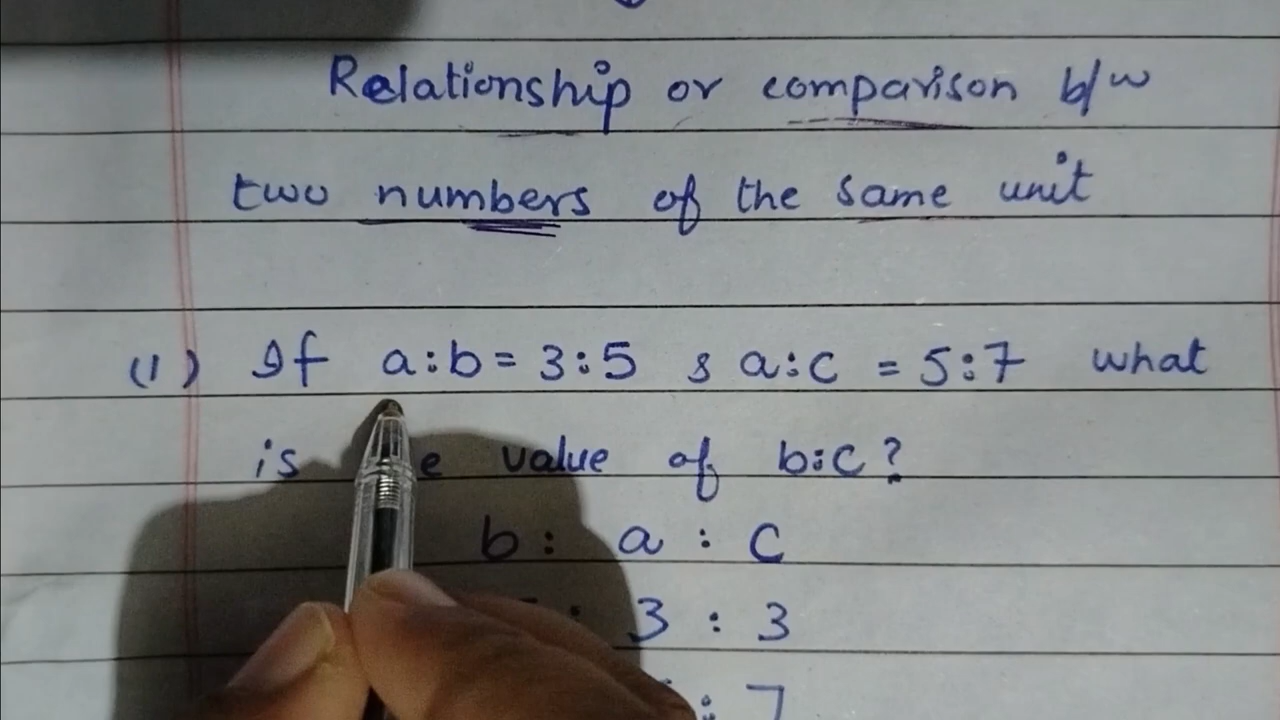 Relationship or comparison b/w
two numbers of the same unit
(1) If a:b = 3:5 & a:c = 5:7 what
is value of b:c?
b: a : c
: 3 : 3
: 7